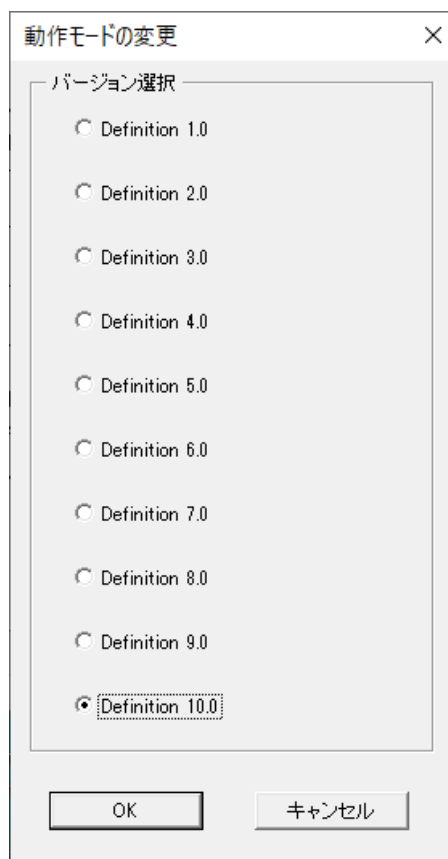 動作モードの変更
バージョン選択
Definition 1.0
Definition 2.0
Definition 3.0
Definition 4.0
Definition 5.0
Definition 6.0
Definition 7.0
Definition 8.0
Definition 9.0
Definition 10.0
OK キャンセル